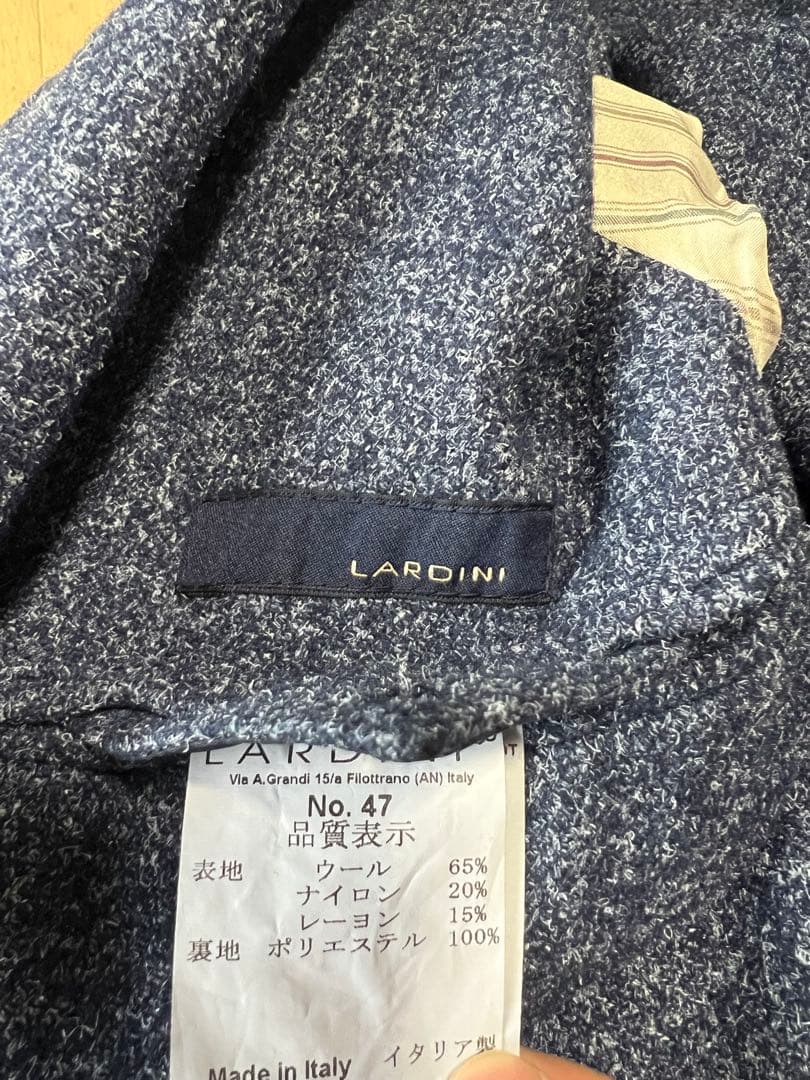 LARDINI
LARDINI
Via A.Grandi 15/a Filottrano (AN) Italy
No. 47
品質表示
表地 ウール 65%
ナイロン 20%
レーヨン 15%
裏地 ポリエステル 100%
Made in Italy イタリア製